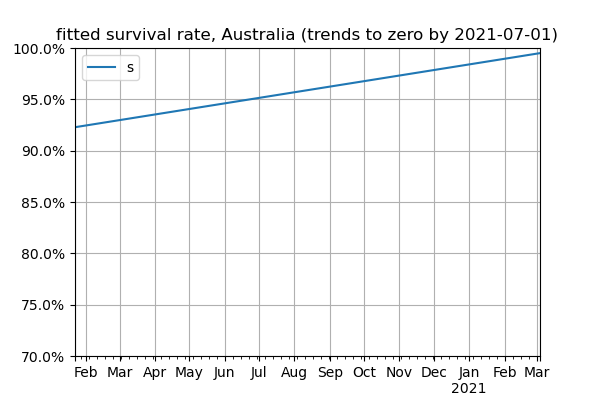 fitted survival rate, Australia (trends to zero by 2021-07-01)
100.0%
s
95.0%
90.0%
85.0%
80.0%
75.0%
70.0%
Feb Mar Apr May Jun Jul Aug Sep Oct Nov Dec Jan Feb Mar
2021